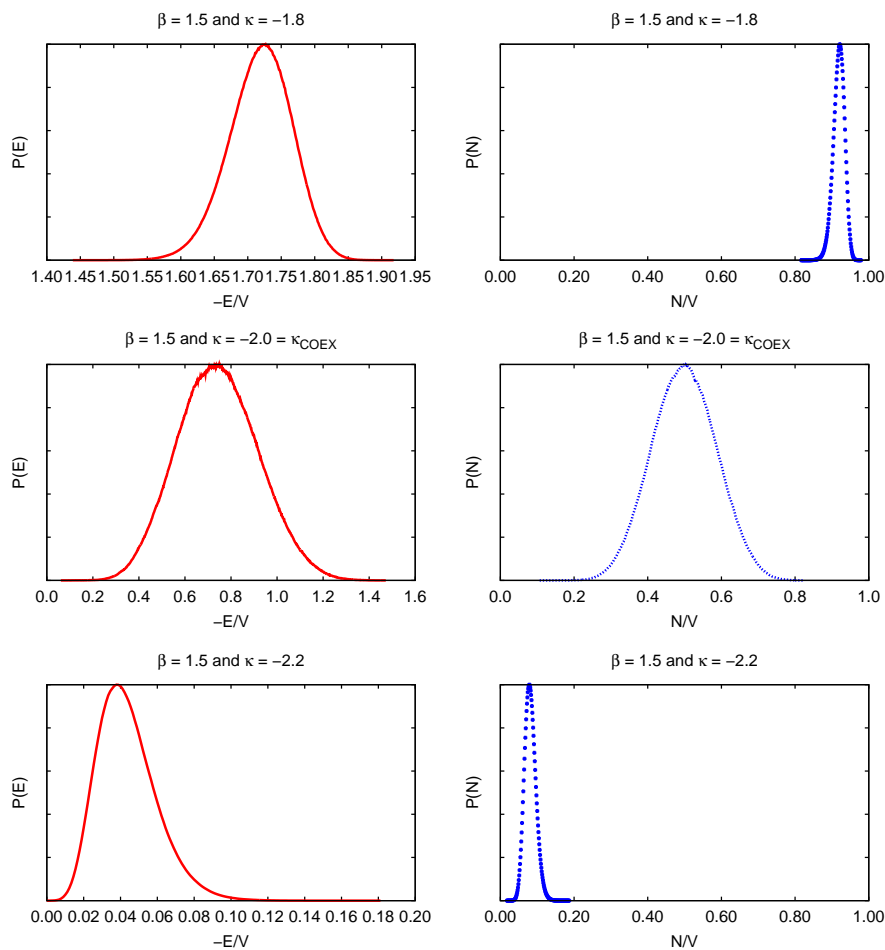 β = 1.5 and κ = −1.8
P(E)
1.40 1.45 1.50 1.55 1.60 1.65 1.70 1.75 1.80 1.85 1.90 1.95
−E/V
β = 1.5 and κ = −1.8
P(N)
0.00 0.20 0.40 0.60 0.80 1.00
N/V
β = 1.5 and κ = −2.0 = κCOEX
P(E)
0.0 0.2 0.4 0.6 0.8 1.0 1.2 1.4 1.6
−E/V
β = 1.5 and κ = −2.0 = κCOEX
P(N)
0.0 0.2 0.4 0.6 0.8 1.0
N/V
β = 1.5 and κ = −2.2
P(E)
0.00 0.02 0.04 0.06 0.08 0.10 0.12 0.14 0.16 0.18 0.20
−E/V
β = 1.5 and κ = −2.2
P(N)
0.00 0.20 0.40 0.60 0.80 1.00
N/V